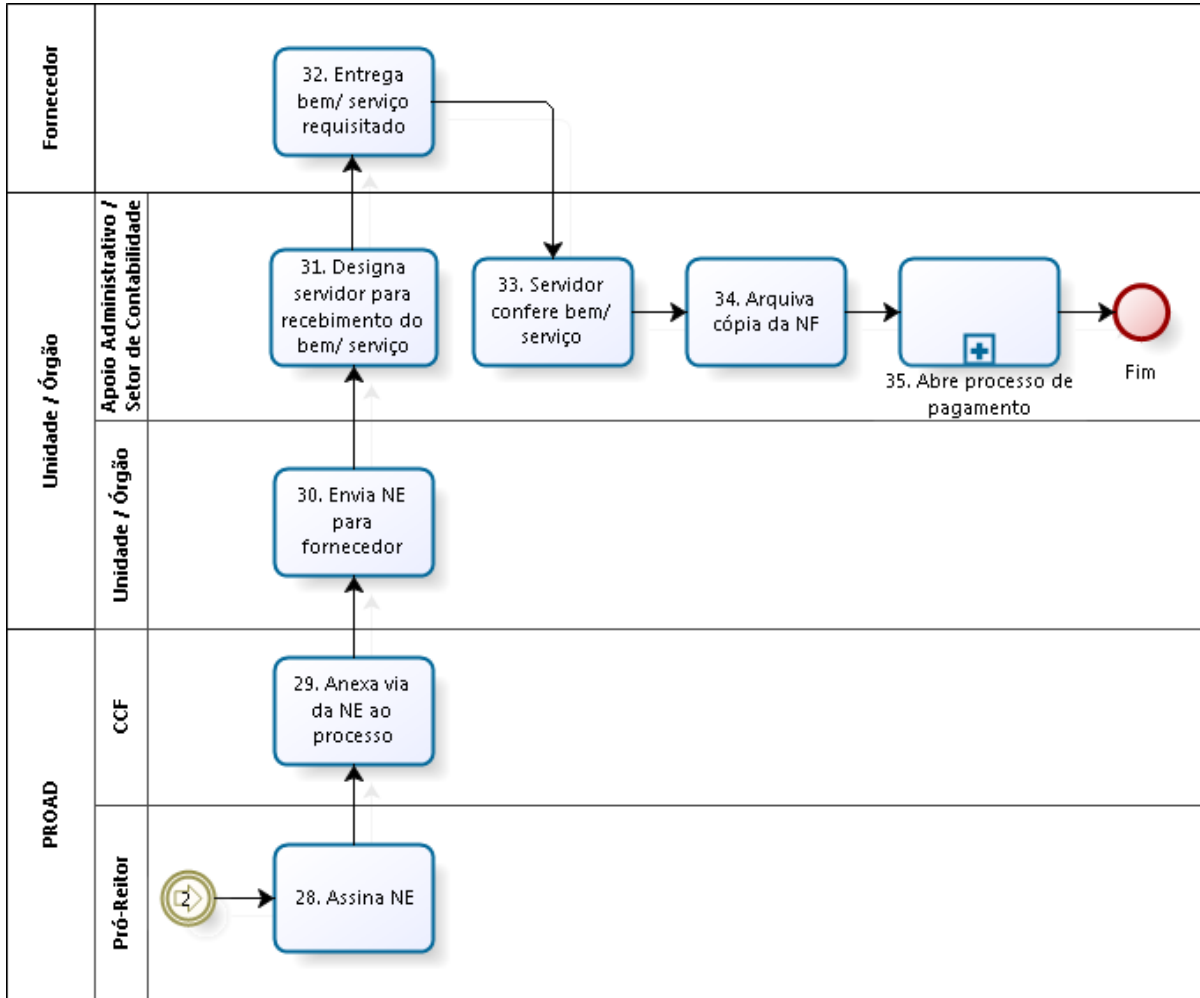 Fornecedor
32. Entrega
bem/ serviço
requisitado
Unidade / Órgão
Apoio Administrativo /
Setor de Contabilidade
31. Designa
servidor para
recebimento do
bem/ serviço
33. Servidor
confere bem/
serviço
34. Arquiva
cópia da NF
35. Abre processo de
pagamento
Fim
Unidade / Órgão
30. Envia NE
para
fornecedor
PROAD
CCF
29. Anexa via
da NE ao
processo
Pró-Reitor
2
28. Assina NE